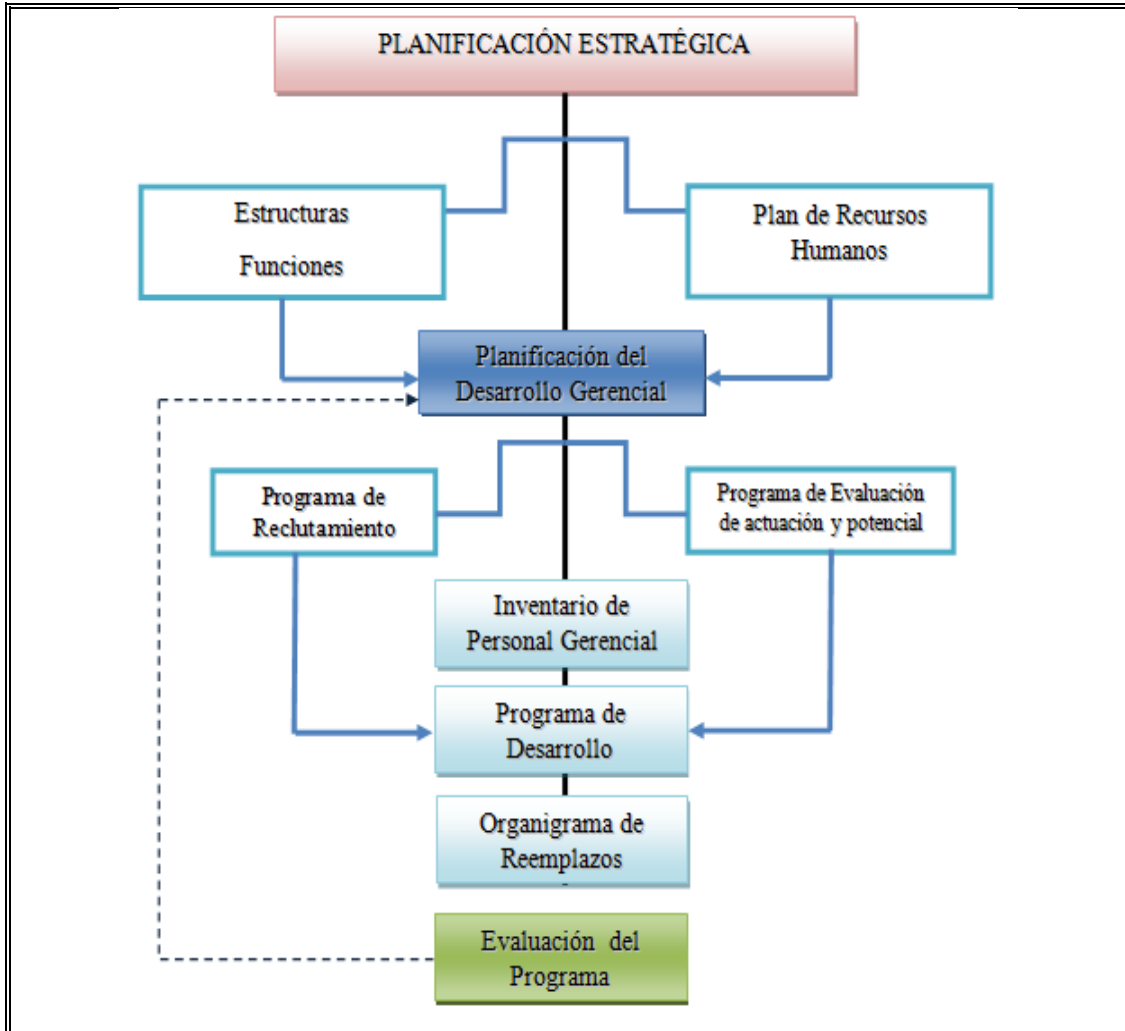 PLANIFICACIÓN ESTRATÉGICA
Estructuras
Funciones
Plan de Recursos
Humanos
Planificación del
Desarrollo Gerencial
Programa de
Reclutamiento
Programa de Evaluación
de actuación y potencial
Inventario de
Personal Gerencial
Programa de
Desarrollo
Organigrama de
Reemplazos
Evaluación del
Programa